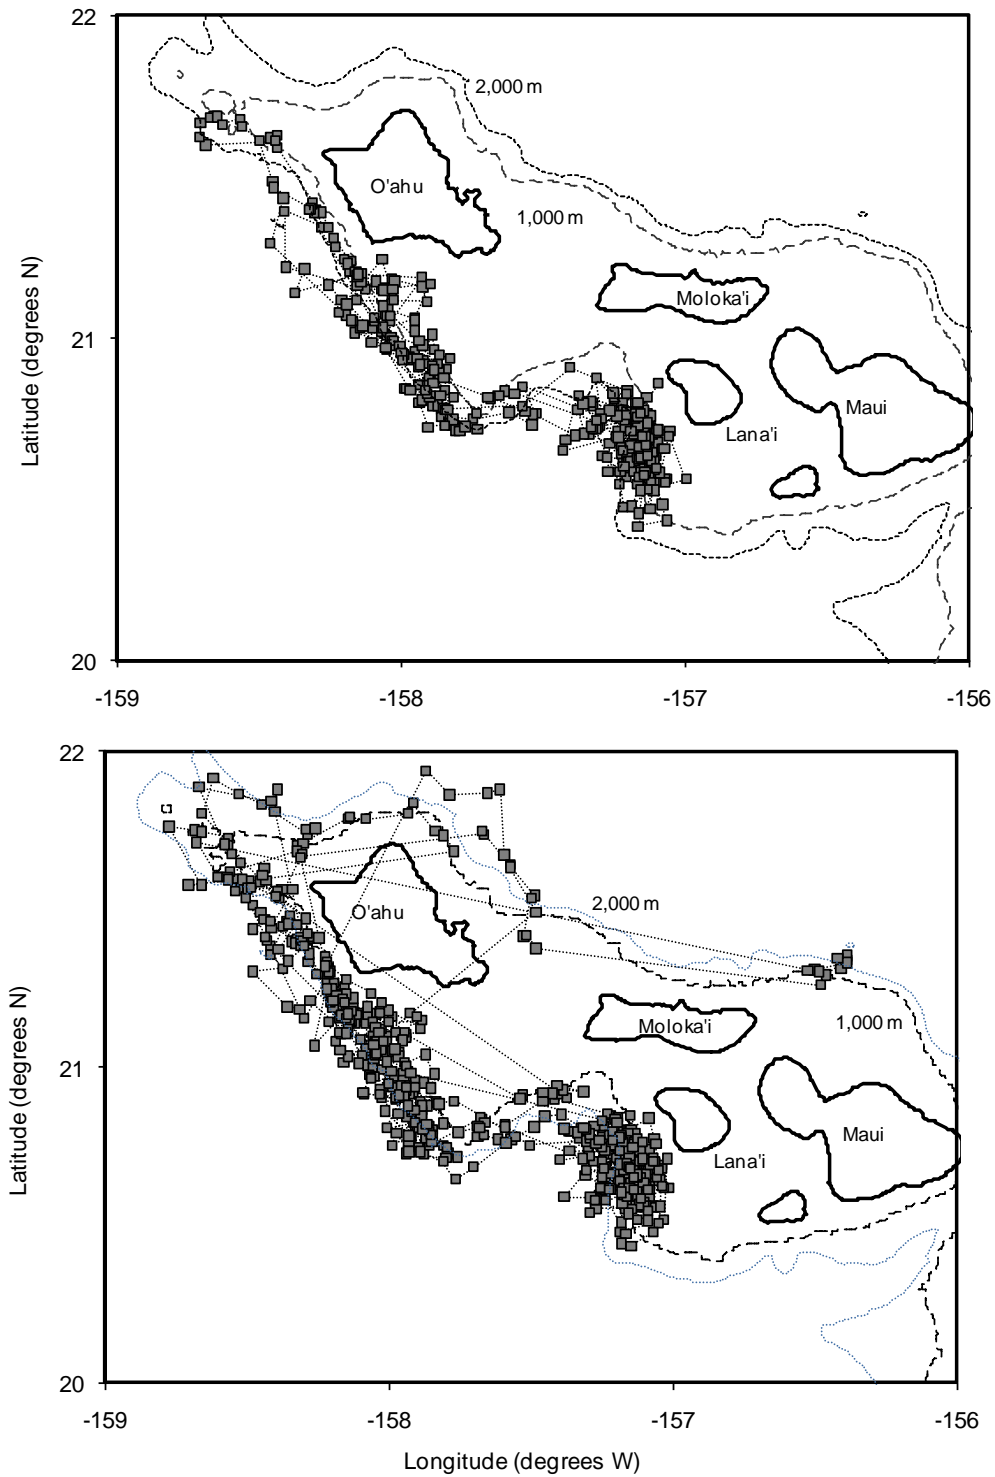 22
2,000 m
O'ahu
1,000 m
Moloka'i
21
Maui
Lana'i
Latitude (degrees N)
20
-159
-158
-157
-156
22
2,000 m
O'ahu
1,000 m
Moloka'i
21
Maui
Lana'i
Latitude (degrees N)
20
-159
-158
-157
-156
Longitude (degrees W)